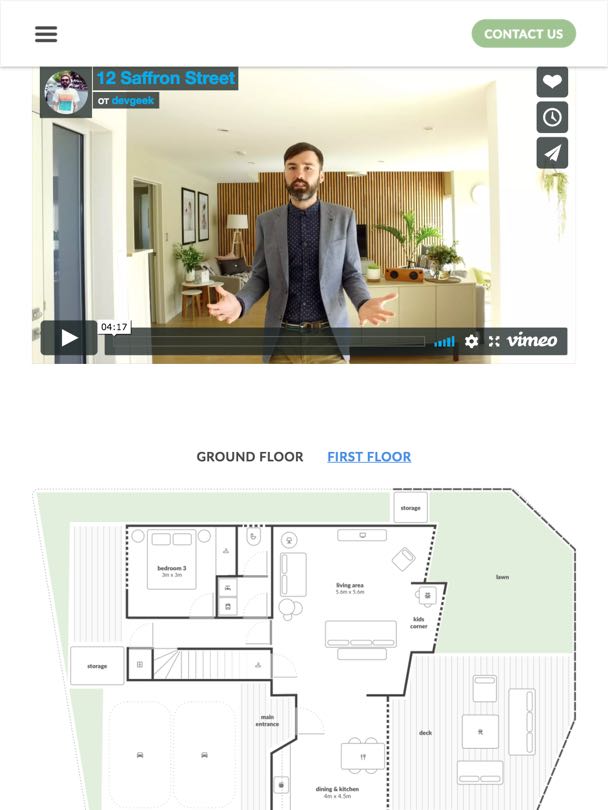 CONTACT US
12 Saffron Street
от devgeek
04:17
vimeo
GROUND FLOOR
FIRST FLOOR
storage
bedroom 3
3m x 3m
living area
5.6m x 5.6m
lawn
kids
corner
storage
main
entrance
deck
dining & kitchen
4m x 4.5m